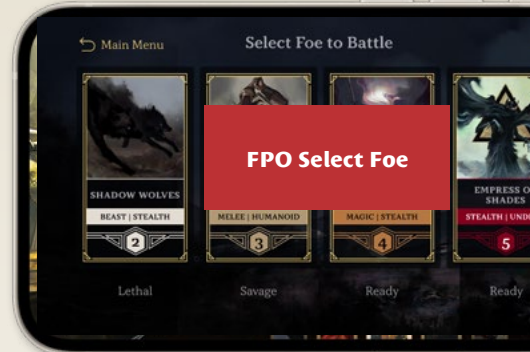 Main Menu
Select Foe to Battle
FPO Select Foe
SHADOW WOLVES
EMPRESS O
SHADES
BEAST | STEALTH
MELEE | HUMANOID
MAGIC | STEALTH
STEALTH | UND
2
3
4
5
Lethal
Savage
Ready
Ready